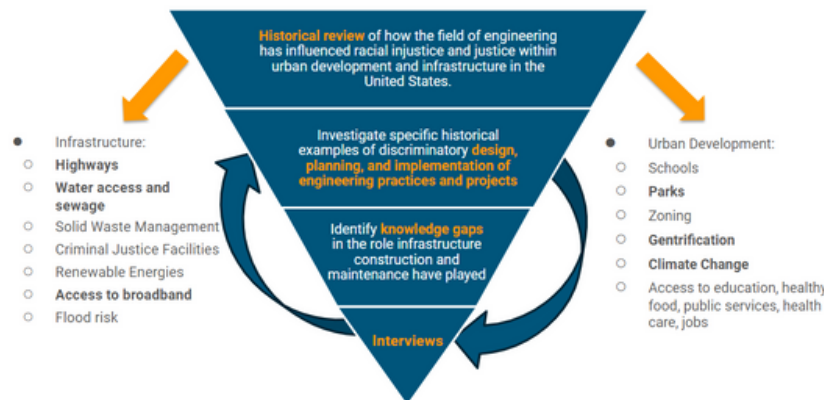 Historical review of how the field of engineering
has influenced racial injustice and justice within
urban development and infrastructure in the
United States.
Investigate specific historical
examples of discriminatory design,
planning, and implementation of
engineering practices and projects
Identify knowledge gaps
in the role infrastructure
construction and
maintenance have played
Interviews
● Infrastructure:
○ Highways
○ Water access and
sewage
○ Solid Waste Management
○ Criminal Justice Facilities
○ Renewable Energies
○ Access to broadband
○ Flood risk
● Urban Development:
○ Schools
○ Parks
○ Zoning
○ Gentrification
○ Climate Change
○ Access to education, healthy
food, public services, health
care, jobs